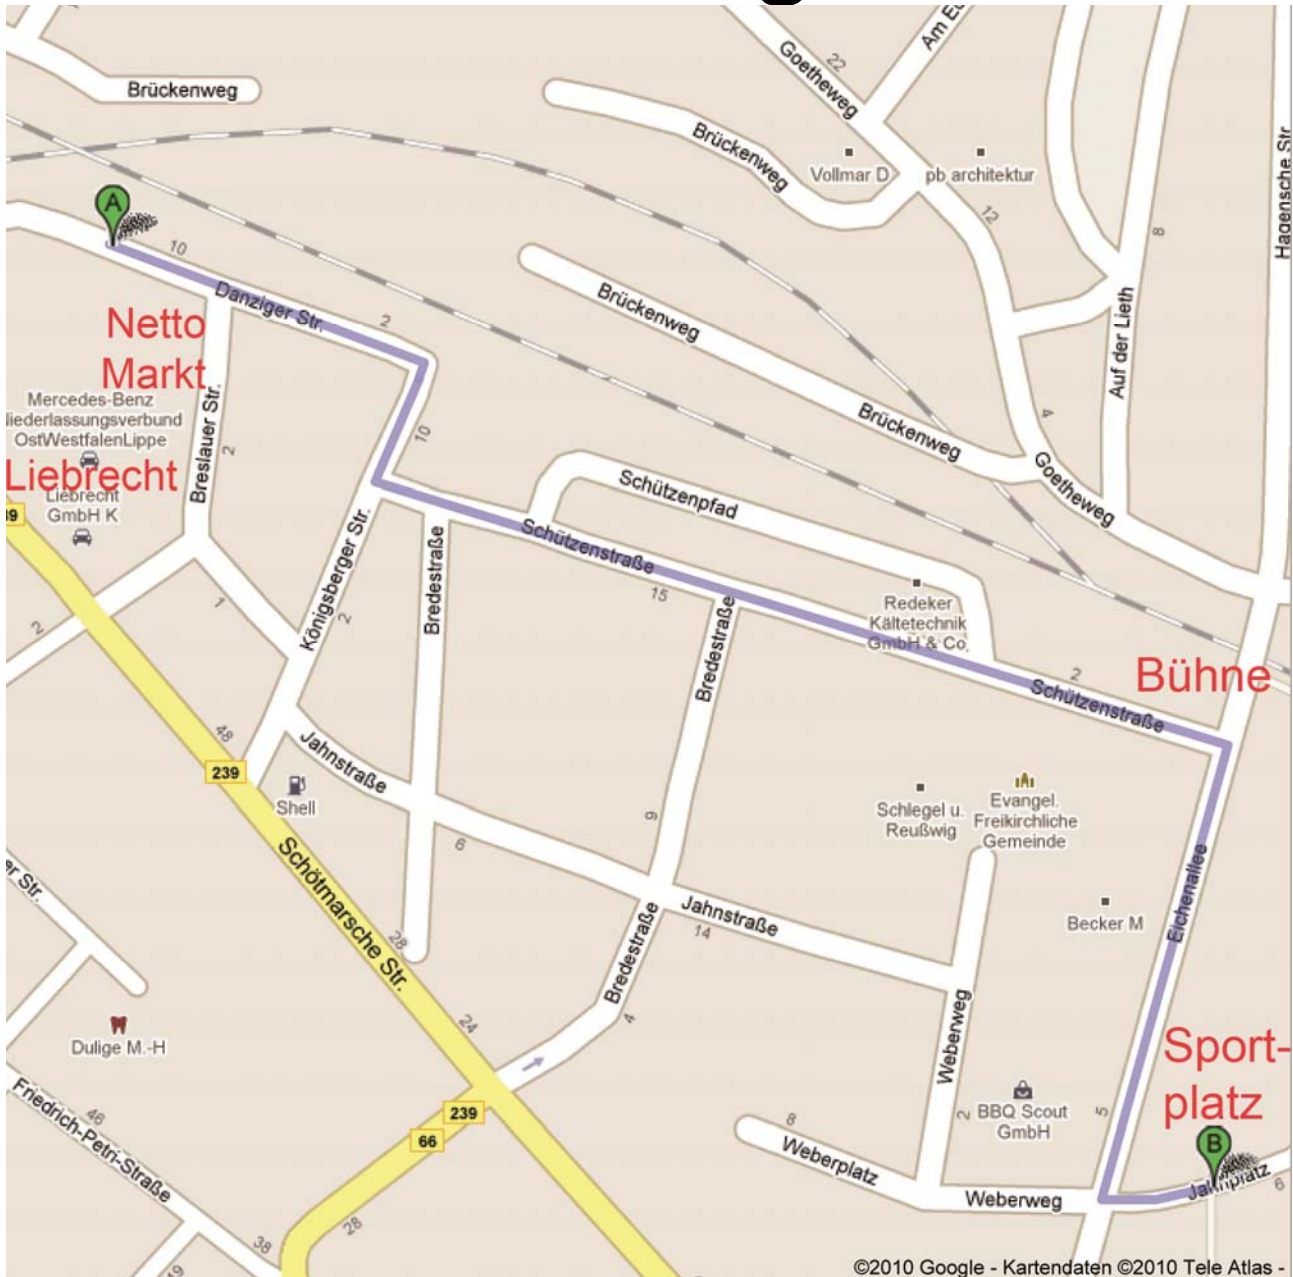 Brückenweg
22
Goetheweg
Hagensche Str
Brückenweg
Vollmar D
pb architektur
A
12
8
10
Danziger Str.
2
Brückenweg
Auf der Lieth
Netto
Markt
Mercedes-Benz
OstWestfalenLippe
Breslauer Str.
2
10
4
Brückenweg
Goetheweg
Liebrecht
Liebrecht
GmbH K
Schützenpfad
Schützenstraße
Königsberger Str.
2
Bredestraße
15
Bredestraße
Redeker
Kältetechnik
GmbH & Co
1
2
2
Schützenstraße
Bühne
48
239
Jahnstraße
Shell
9
6
Schlegel u.
Reußwig
Evangel.
Freikirchliche
Gemeinde
Schötmarsche Str.
28
Jahnstraße
14
Becker M
Eichenallee
er Str.
Bredestraße
4
24
Dulige M.-H
Weberweg
2
Sport-
platz
BBQ Scout
GmbH
5
239
66
46
Friedrich-Petri-Straße
8
Weberplatz
Weberweg
B
Jahnplatz
6
28
38
49
©2010 Google - Kartendaten ©2010 Tele Atlas -